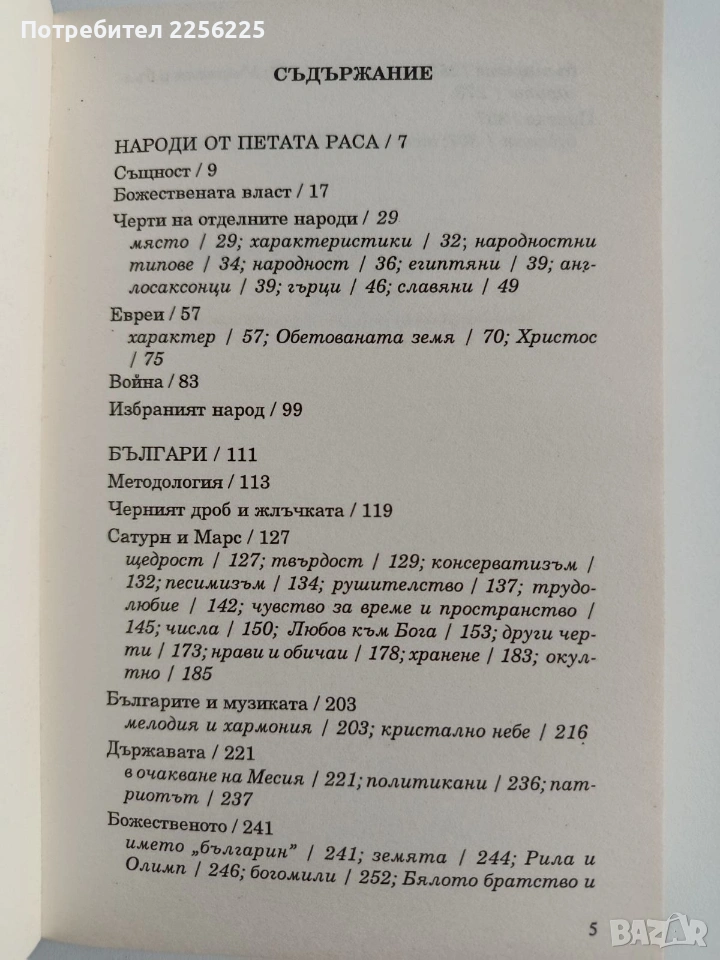 Потребител 2256225
СЪДЪРЖАНИЕ
НАРОДИ ОТ ПЕТАТА РАСА / 7
Същност / 9
Божествената власт / 17
Черти на отделните народи / 29
място / 29; характеристики / 32; народностни
типове / 34; народност / 36; египтяни / 39; анг-
лосаксонци / 39; гърци / 46; славяни / 49
Евреи / 57
характер / 57; Обетованата земя / 70; Христос
/ 75
Война / 83
Избраният народ / 99
БЪЛГАРИ / 111
Методология / 113
Черният дроб и жлъчката / 119
Сатурн и Марс / 127
щедрост / 127; твърдост / 129; консерватизъм /
132; песимизъм / 134; рушителство / 137; трудо-
любие / 142; чувство за време и пространство /
145; числа / 150; Любов към Бога / 153; други чер-
ти / 173; нрави и обичаи / 178; хранене / 183; окул-
тно / 185
Българите и музиката / 203
мелодия и хармония / 203; кристално небе / 216
Държавата / 221
в очакване на Месия / 221; политикани / 236; пат-
риотът / 237
Божественото / 241
името „българин” / 241; земята / 244; Рила и
Олимп / 246; богомили / 252; Бялото братство и
5
BAZAR